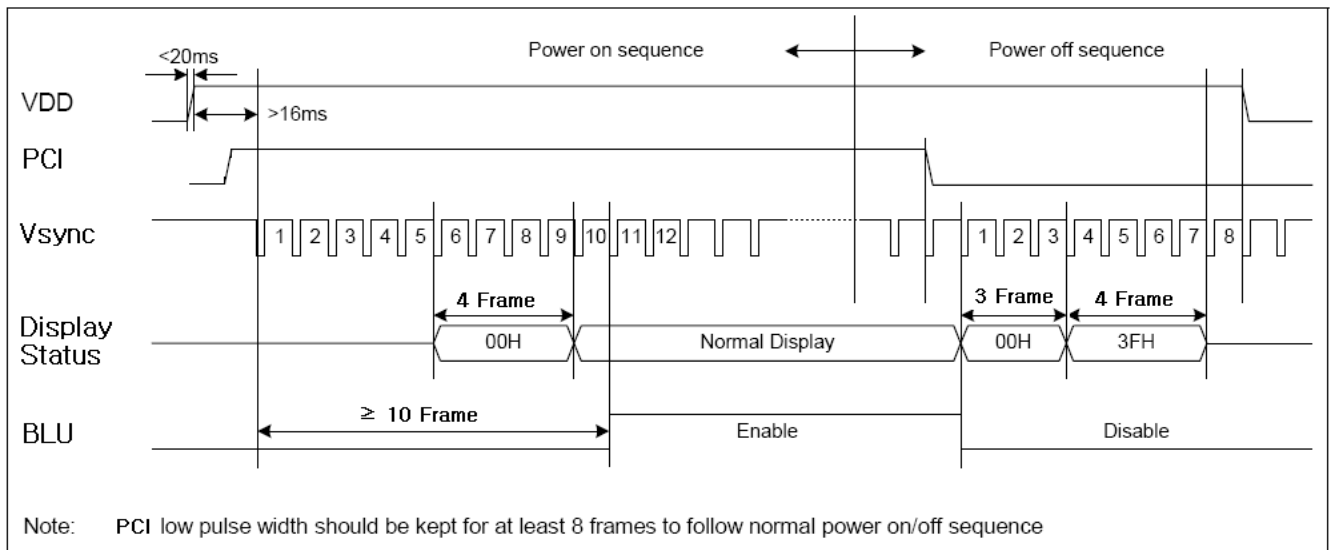 Power on sequence
Power off sequence
<20ms
VDD
>16ms
PCI
Vsync
1 2 3 4 5 6 7 8 9 10 11 12
1 2 3 4 5 6 7 8
4 Frame
3 Frame
4 Frame
Display
Status
00H
Normal Display
00H
3FH
≥ 10 Frame
BLU
Enable
Disable
Note: PCI low pulse width should be kept for at least 8 frames to follow normal power on/off sequence